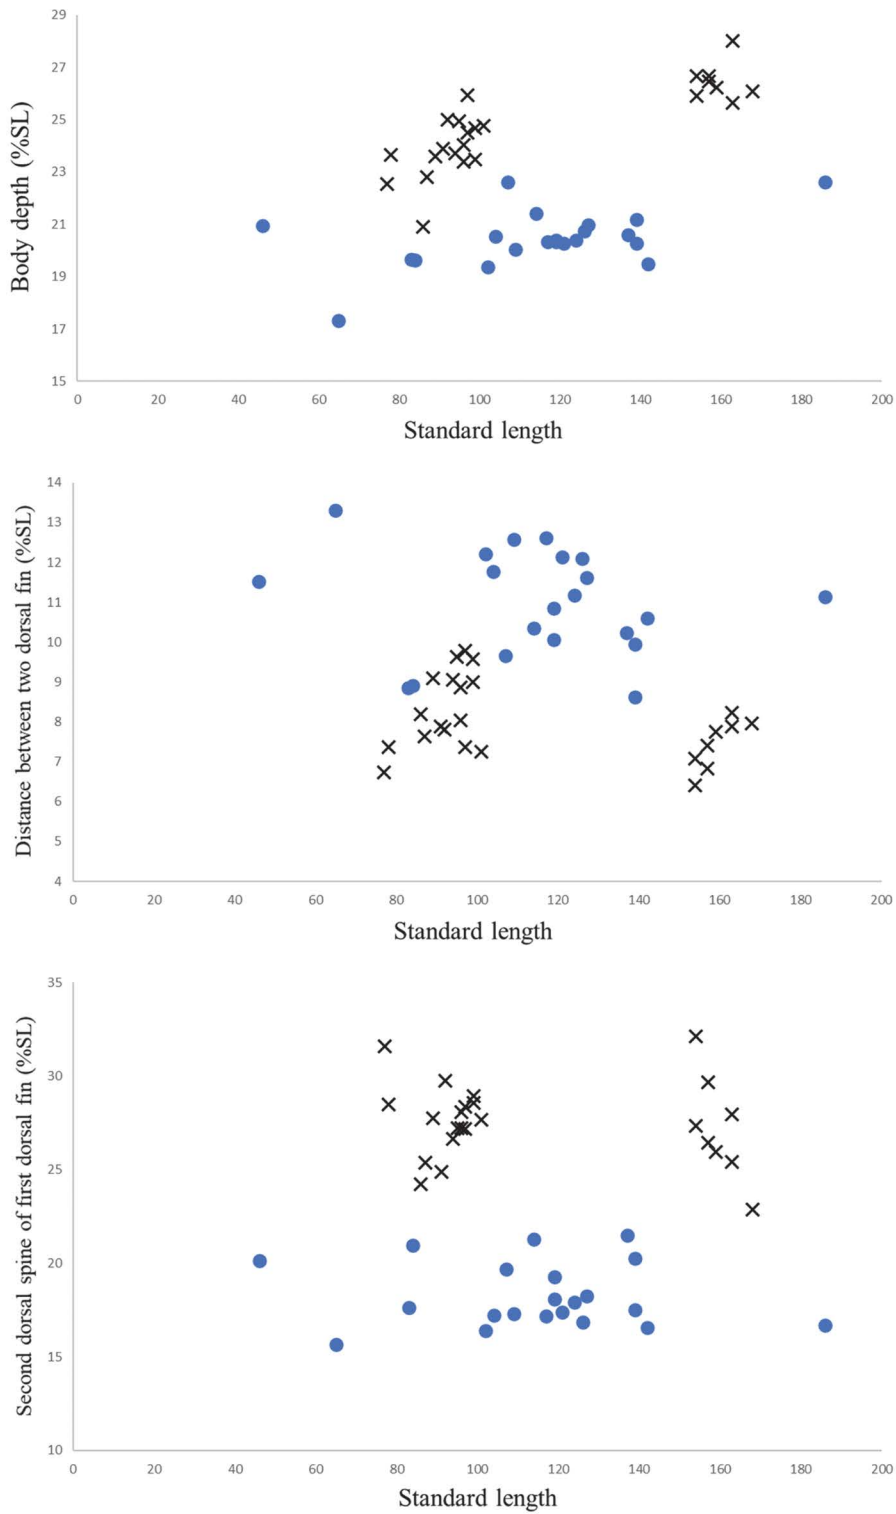 29
27
25
23
21
19
17
15
Body depth (%SL)
0 20 40 60 80 100 120 140 160 180 200
Standard length
14
13
12
11
10
9
8
7
6
5
4
Distance between two dorsal fin (%SL)
0 20 40 60 80 100 120 140 160 180 200
Standard length
35
30
25
20
15
10
Second dorsal spine of first dorsal fin (%SL)
0 20 40 60 80 100 120 140 160 180 200
Standard length